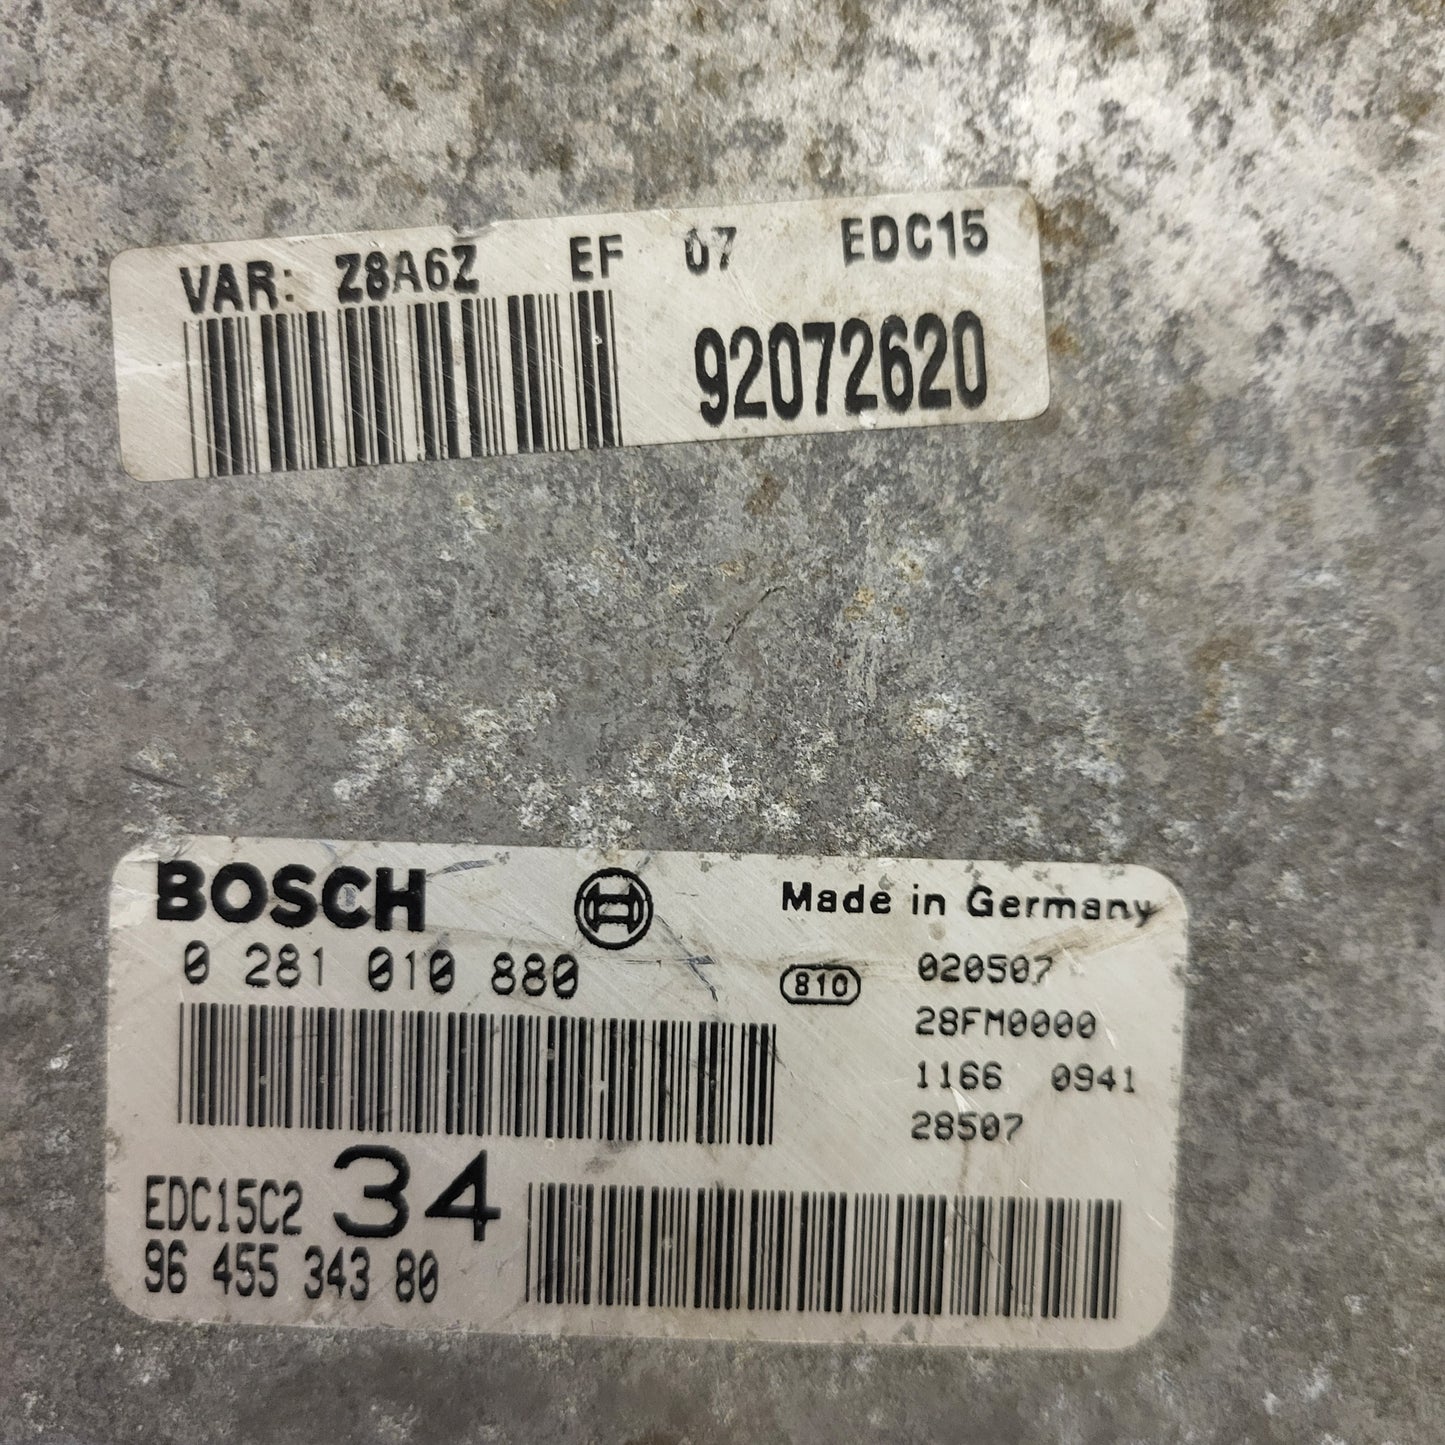 VAR: Z8A6Z EF 07 EDC15
92072620
BOSCH
Made in Germany
0 281 010 880
810
020507
28FM0000
1166 0941
28507
EDC15C2 34
96 455 343 80